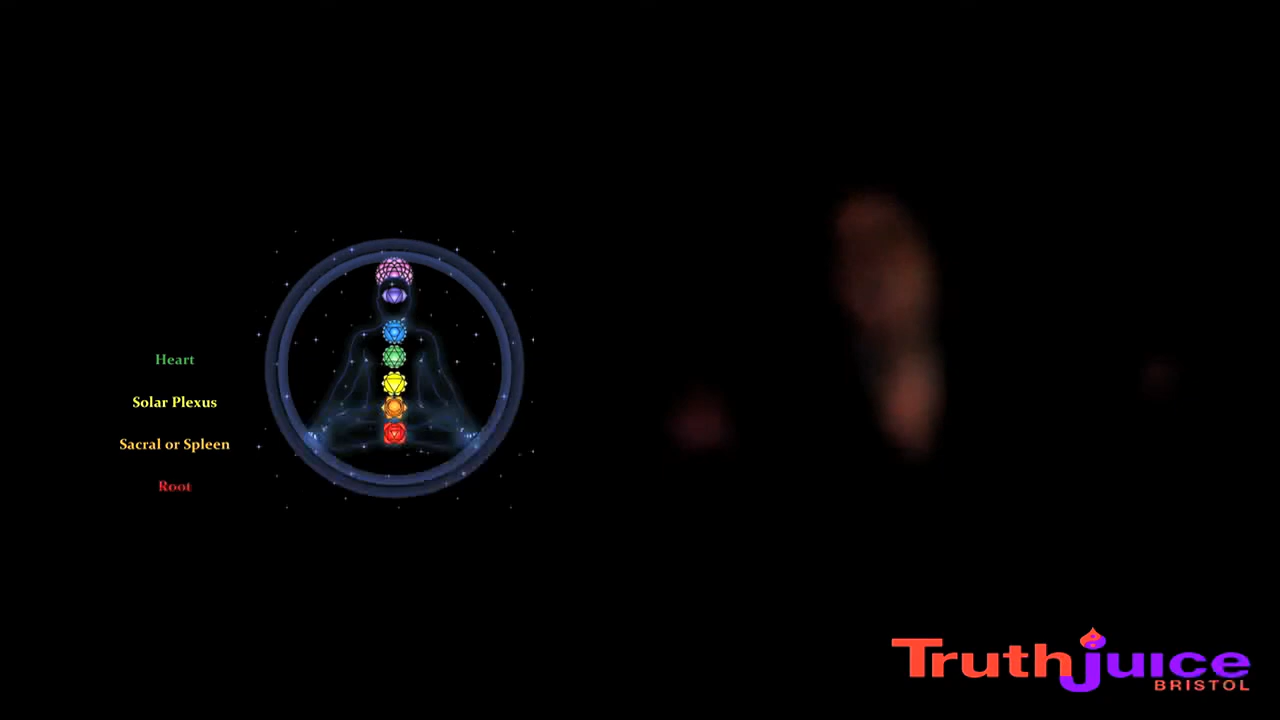 Heart
Solar Plexus
Sacral or Spleen
Root
Truthjuice
BRISTOL